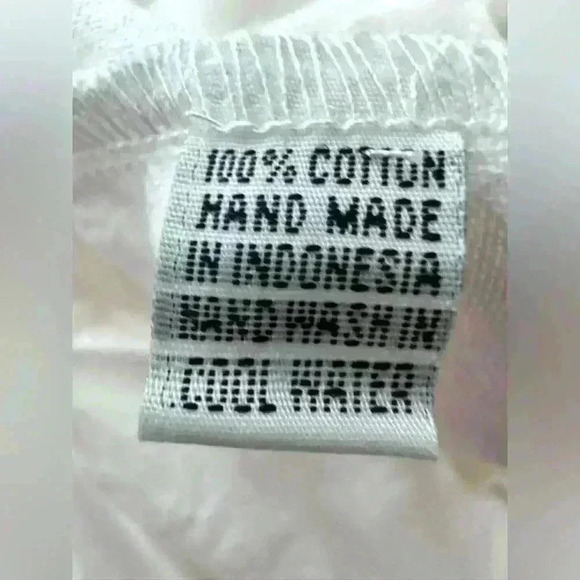 100% COTTON
HAND MADE
IN INDONESIA
HAND WASH IN
COOL WATER